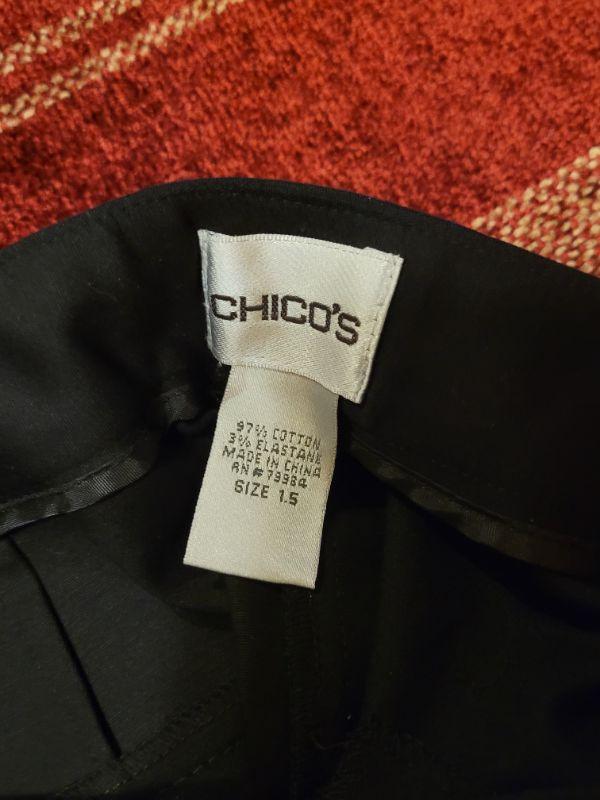 CHICO'S
97% COTTON
3% ELASTANE
MADE IN CHINA
RN# 79984
SIZE 1.5